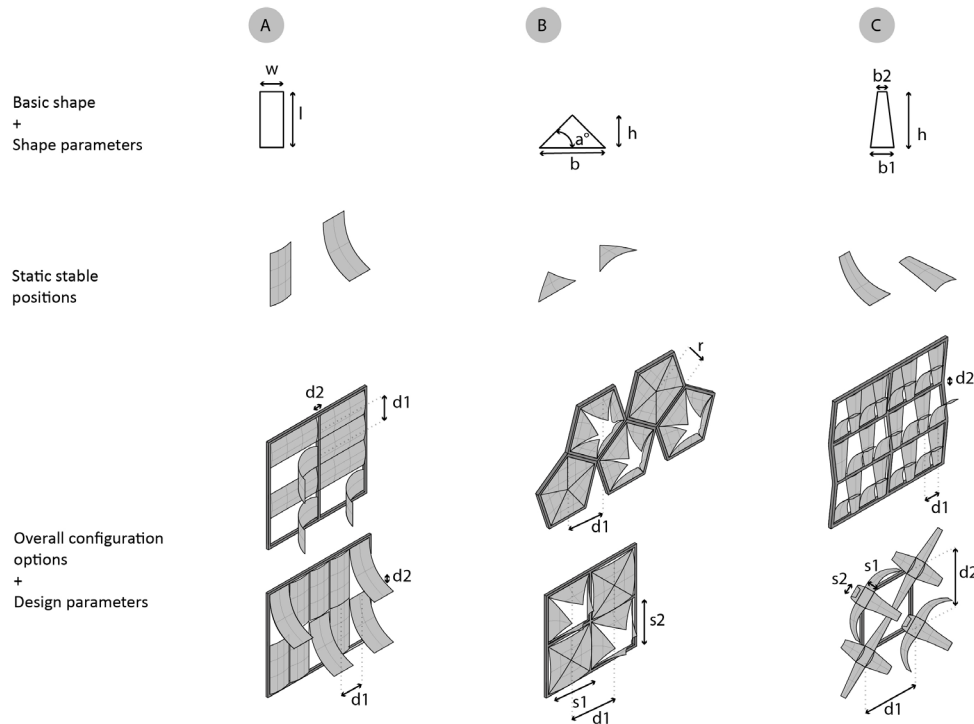 A
B
C
Basic shape
+
Shape parameters
w
l
a°
h
b
b2
h
b1
Static stable
positions
d2
d1
r
d1
d2
d1
Overall configuration
options
+
Design parameters
d2
d1
s2
s1
d1
s2
s1
d2
d1